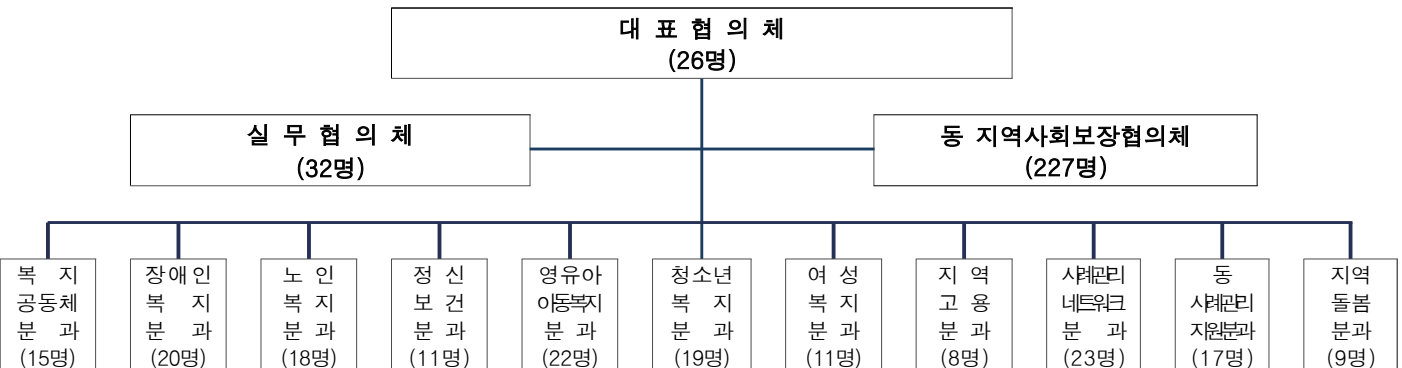 대 표 협 의 체
(26명)
실 무 협 의 체
(32명)
동 지역사회보장협의체
(227명)
복 지
공동체
분 과
(15명)
장애인
복 지
분 과
(20명)
노 인
복 지
분 과
(18명)
정 신
보 건
분 과
(11명)
영유아
아동복지
분 과
(22명)
청소년
복 지
분 과
(19명)
여 성
복 지
분 과
(11명)
지 역
고 용
분 과
(8명)
사례관리
네트워크
분 과
(23명)
동
사례관리
지원분과
(17명)
지역
돌봄
분과
(9명)